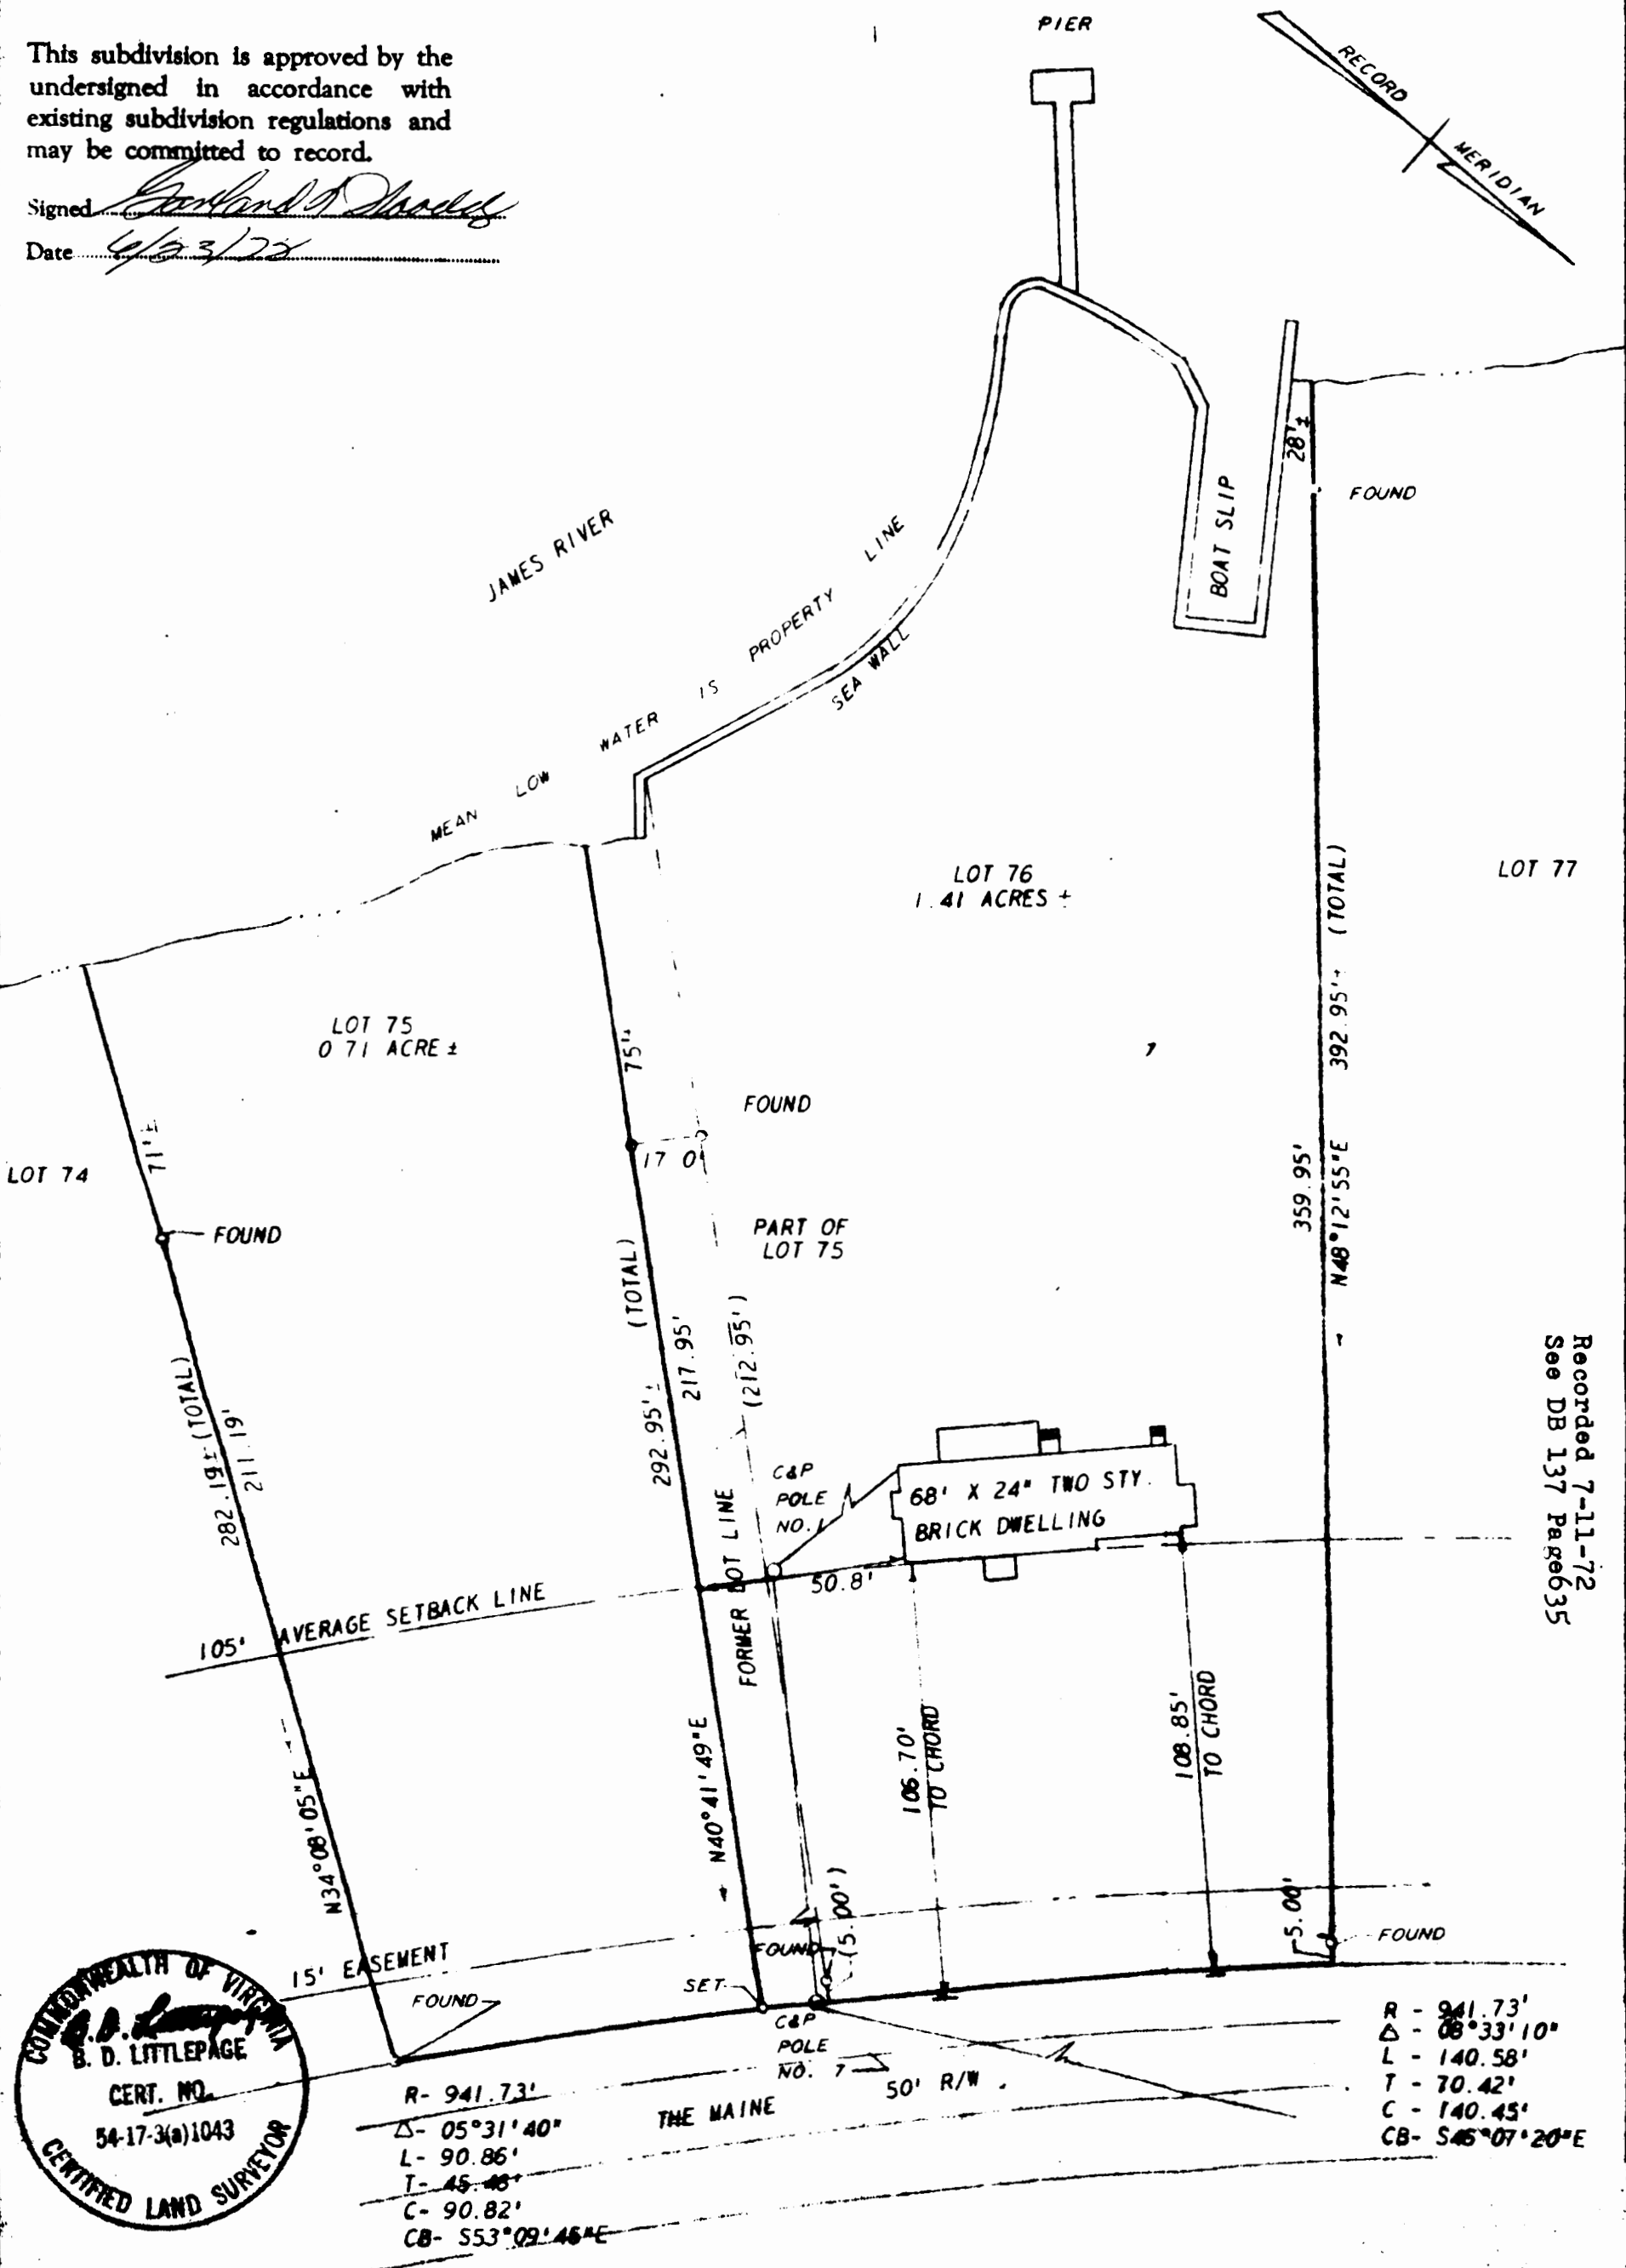 This subdivision is approved by the
undersigned in accordance with
existing subdivision regulations and
may be committed to record.
Signed
Date 6/23/72
PIER
RECORD
MERIDIAN
28'±
FOUND
BOAT SLIP
JAMES RIVER
MEAN LOW WATER IS PROPERTY LINE
SEA WALL
LOT 76
1.41 ACRES ±
LOT 77
392.95'± (TOTAL)
N48°12'55"E
359.95'
LOT 75
0 71 ACRE ±
75'±
FOUND
17 0'
LOT 74
71'±
FOUND
PART OF
LOT 75
(TOTAL)
292.95'±
217.95'
(212.95')
282.19± (TOTAL)
211.19'
Recorded 7-11-72
See DB 137 Page635
C&P
POLE
NO. 1
68' X 24" TWO STY.
BRICK DWELLING
50.8'
FORMER LOT LINE
105' AVERAGE SETBACK LINE
N40°41'49"E
N34°08'05"E
106.70'
TO CHORD
108.85'
TO CHORD
(5.00')
5.00'
FOUND
FOUND
15' EASEMENT
SET
FOUND
C&P
POLE
NO. 7
50' R/W
THE MAINE
COMMONWEALTH OF VIRGINIA
B. D. LITTLEPAGE
CERT. NO.
54-17-3(a)1043
CERTIFIED LAND SURVEYOR
R- 941.73'
Δ- 05°31'40"
L- 90.86'
T- 45.46'
C- 90.82'
CB- S53°09'46"E
R - 941.73'
Δ - 08°33'10"
L - 140.58'
T - 70.42'
C - 140.45'
CB- S46°07'20"E